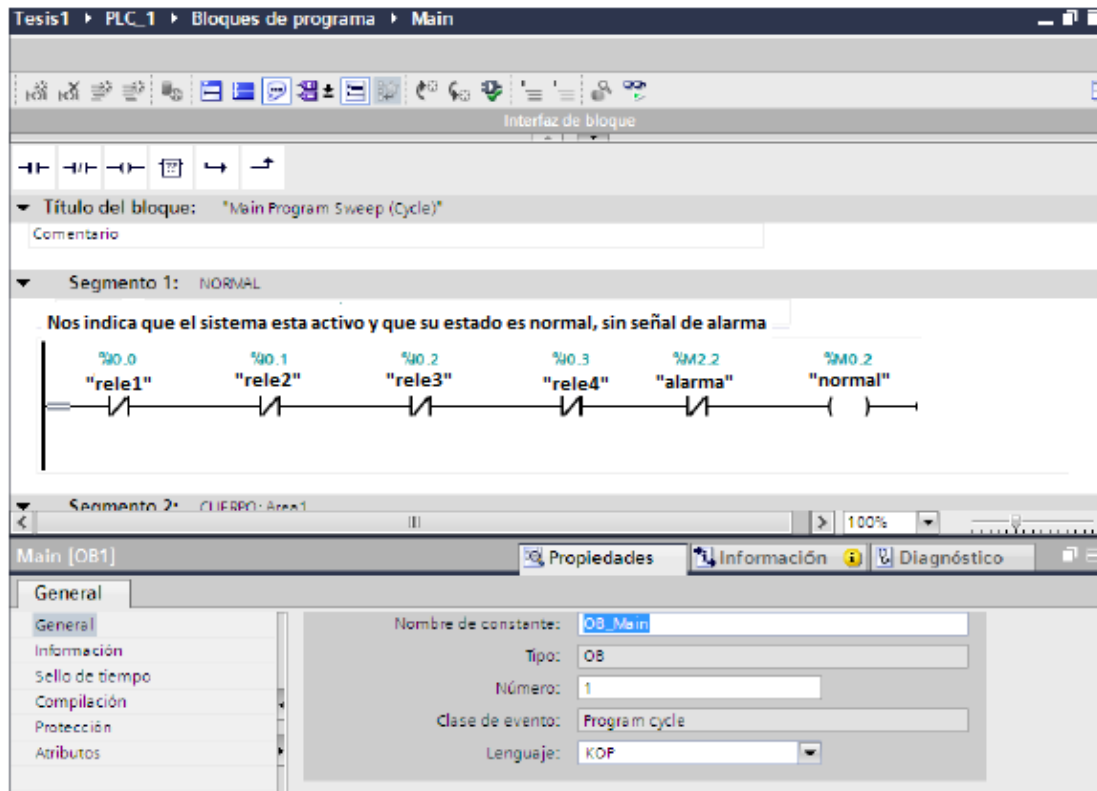 Tesis1 ▸ PLC_1 ▸ Bloques de programa ▸ Main
Interfaz de bloque
Título del bloque: "Main Program Sweep (Cycle)"
Comentario
Segmento 1: NORMAL
Nos indica que el sistema esta activo y que su estado es normal, sin señal de alarma
%I0.0 %I0.1 %I0.2 %I0.3 %M2.2 %M0.2
"rele1" "rele2" "rele3" "rele4" "alarma" "normal"
Segmento 2: CUERPO: Area1
100%
Main [OB1] Propiedades Información Diagnóstico
General
General
Información
Sello de tiempo
Compilación
Protección
Atributos
Nombre de constante: OB_Main
Tipo: OB
Número: 1
Clase de evento: Program cycle
Lenguaje: KOP